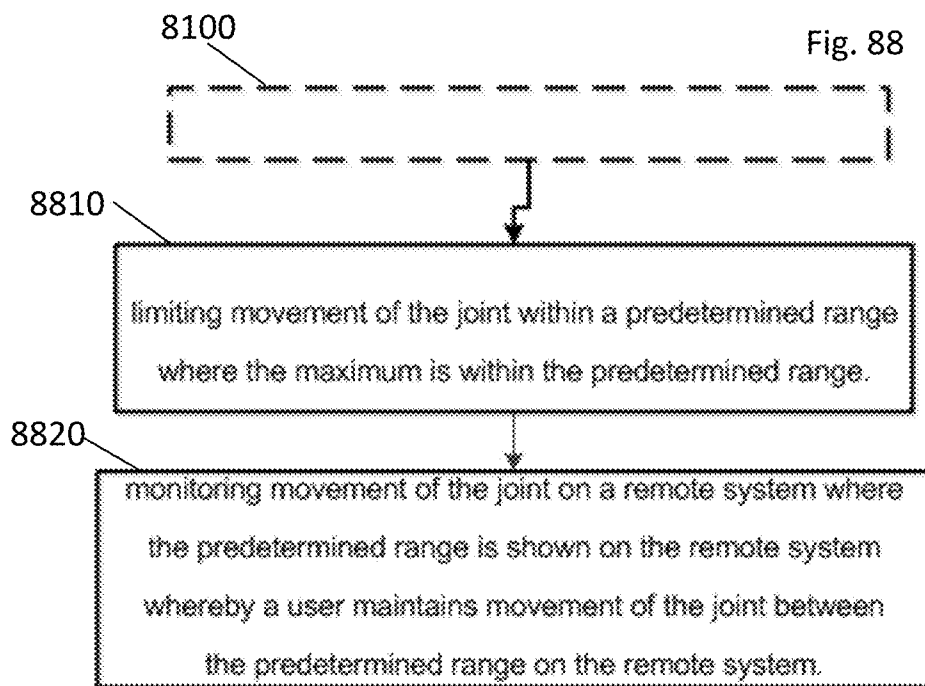 8100
Fig. 88
8810
limiting movement of the joint within a predetermined range
where the maximum is within the predetermined range.
8820
monitoring movement of the joint on a remote system where
the predetermined range is shown on the remote system
whereby a user maintains movement of the joint between
the predetermined range on the remote system.